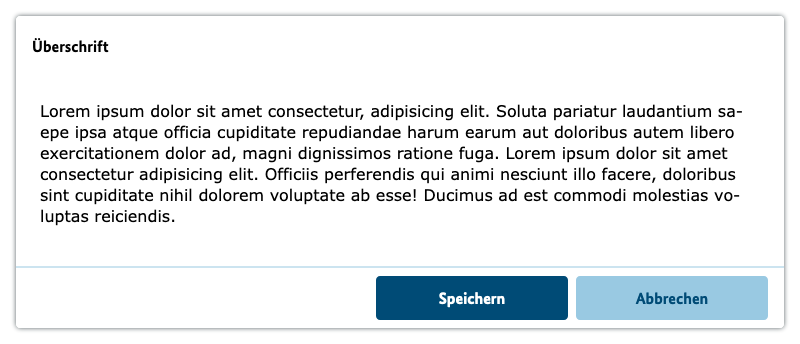 Überschrift
Lorem ipsum dolor sit amet consectetur, adipisicing elit. Soluta pariatur laudantium sa-
epe ipsa atque officia cupiditate repudiandae harum earum aut doloribus autem libero
exercitationem dolor ad, magni dignissimos ratione fuga. Lorem ipsum dolor sit amet
consectetur adipisicing elit. Officiis perferendis qui animi nesciunt illo facere, doloribus
sint cupiditate nihil dolorem voluptate ab esse! Ducimus ad est commodi molestias vo-
luptas reiciendis.
Speichern
Abbrechen